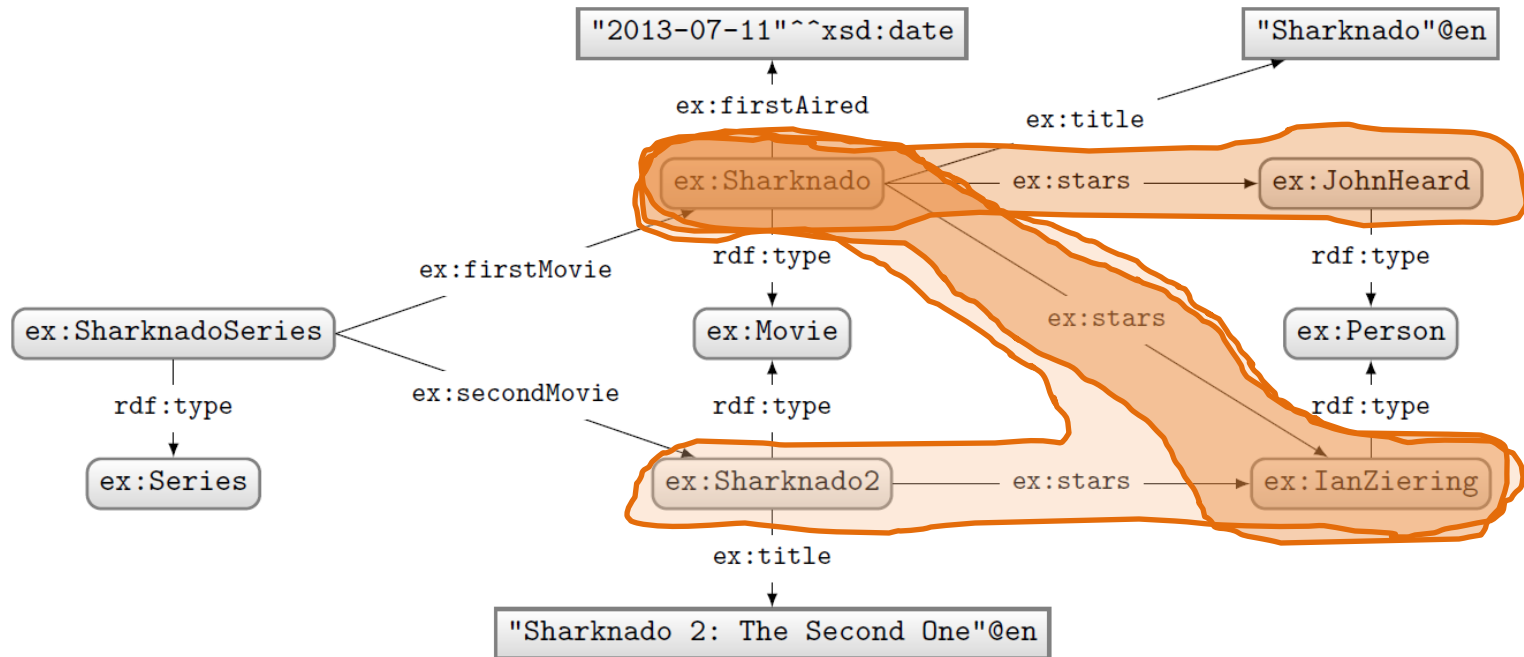 "2013-07-11"^^xsd:date
"Sharknado"@en
ex:firstAired
ex:title
ex:Sharknado
ex:stars
ex:JohnHeard
ex:firstMovie
rdf:type
rdf:type
ex:SharknadoSeries
ex:stars
ex:Movie
ex:Person
ex:secondMovie
rdf:type
rdf:type
rdf:type
ex:Series
ex:Sharknado2
ex:stars
ex:IanZiering
ex:title
"Sharknado 2: The Second One"@en